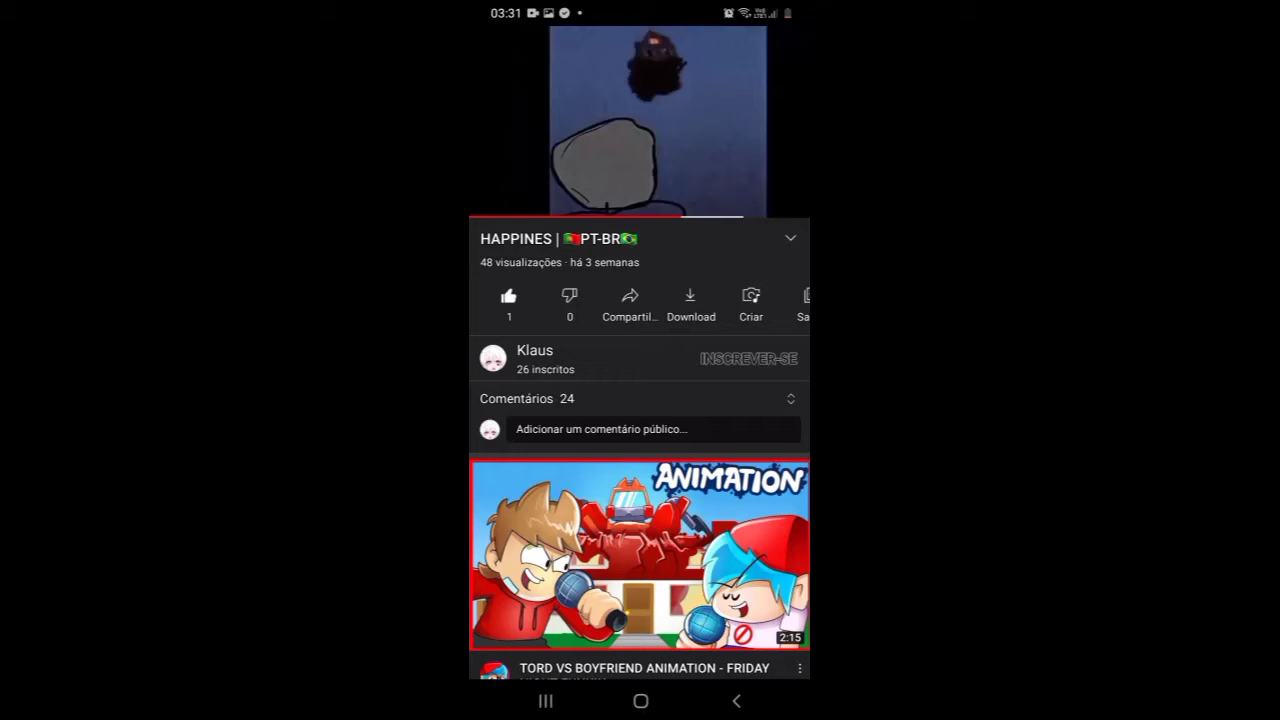 03:31
HAPPINES | 🇵🇹PT-BR🇧🇷
48 visualizações · há 3 semanas
1 0 Compartil... Download Criar Sa
Klaus
INSCREVER-SE
26 inscritos
Comentários 24
Adicionar um comentário público...
ANIMATION
2:15
TORD VS BOYFRIEND ANIMATION - FRIDAY